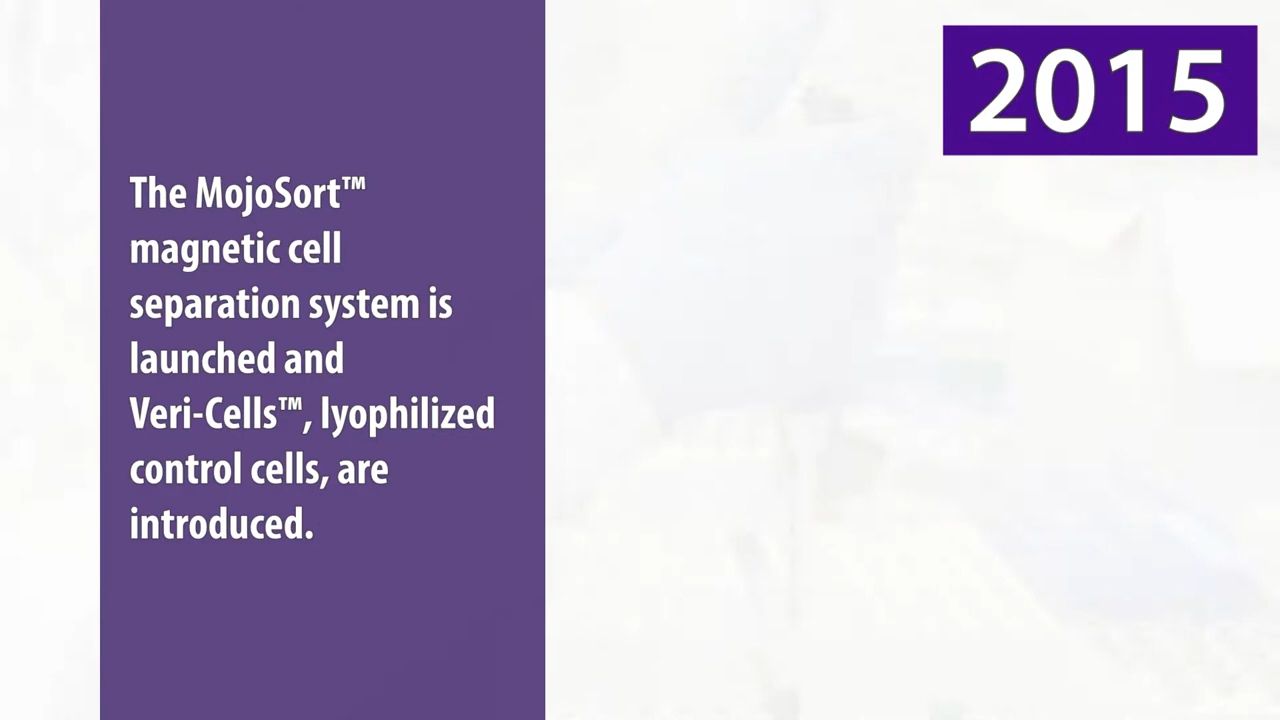 2015
The MojoSort™
magnetic cell
separation system is
launched and
Veri-Cells™, lyophilized
control cells, are
introduced.